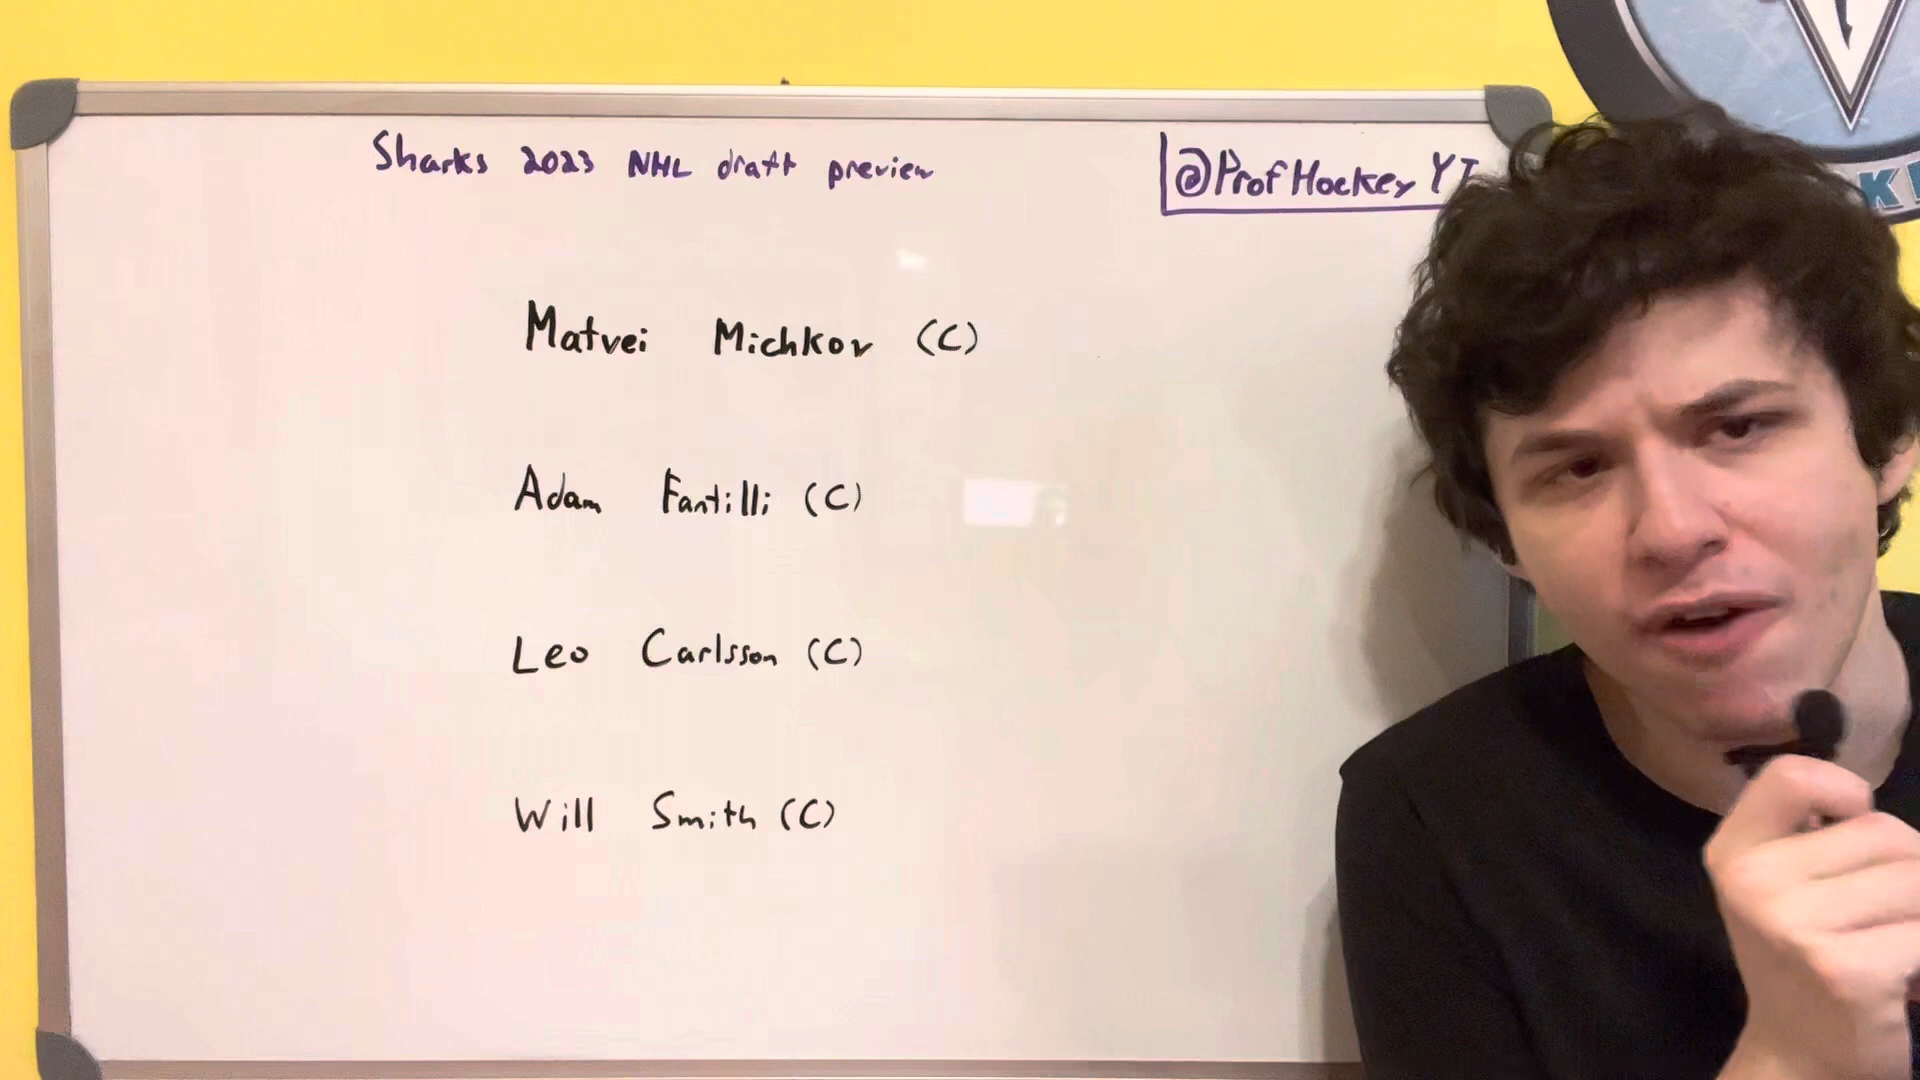 Sharks 2023 NHL draft preview
@ProfHockeyYT
Matvei Michkov (C)
Adam Fantilli (C)
Leo Carlsson (C)
Will Smith (C)